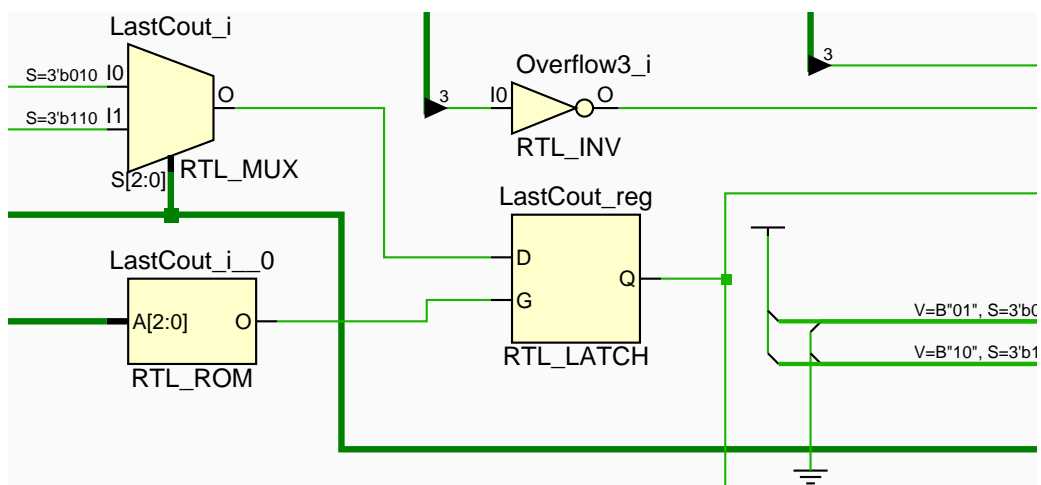 LastCout_i
S=3'b010
I0
S=3'b110
I1
O
S[2:0]
RTL_MUX
3
Overflow3_i
I0
O
RTL_INV
3
LastCout_reg
D
G
Q
RTL_LATCH
LastCout_i__0
A[2:0]
O
RTL_ROM
V=B"01", S=3'b0
V=B"10", S=3'b1